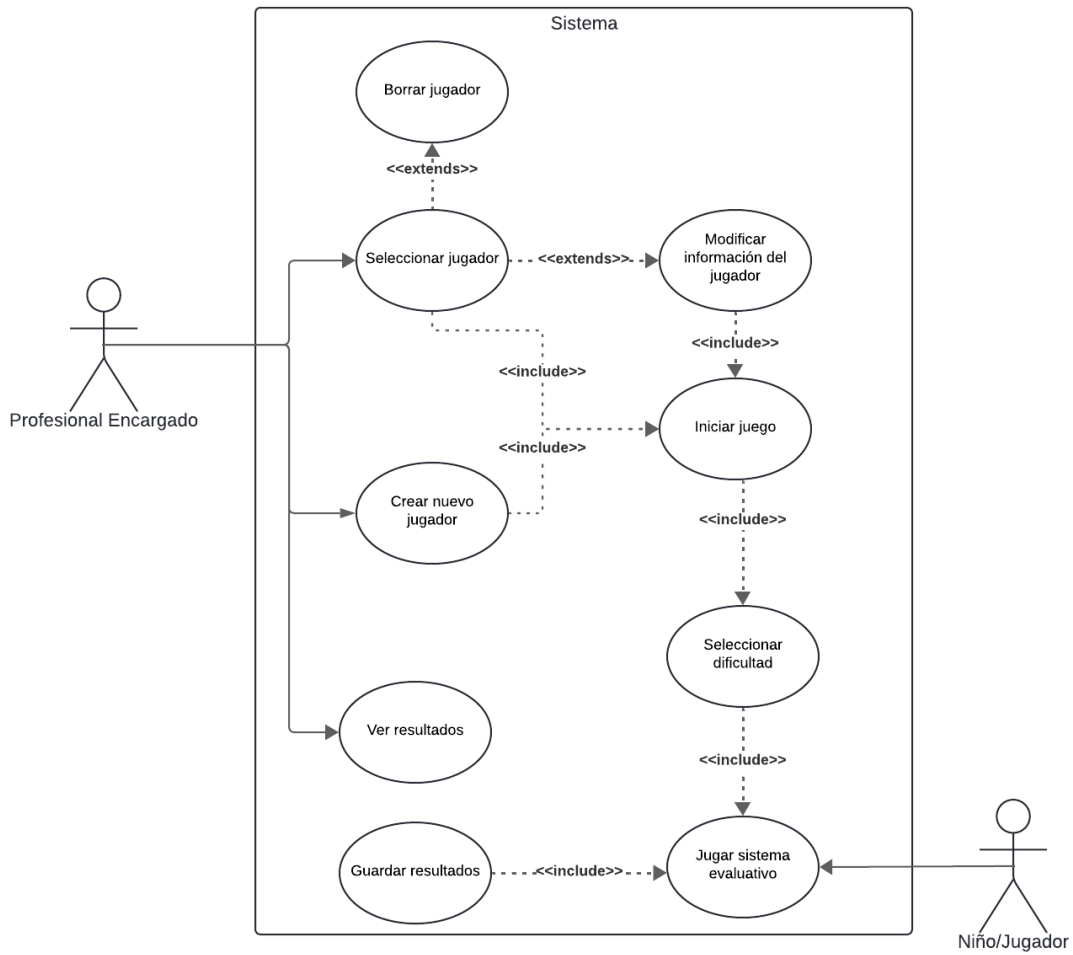 Sistema
Borrar jugador
<<extends>>
Seleccionar jugador
<<extends>>
Modificar
información del
jugador
<<include>>
<<include>>
Profesional Encargado
Iniciar juego
<<include>>
Crear nuevo
jugador
<<include>>
Seleccionar
dificultad
Ver resultados
<<include>>
Guardar resultados
<<include>>
Jugar sistema
evaluativo
Niño/Jugador